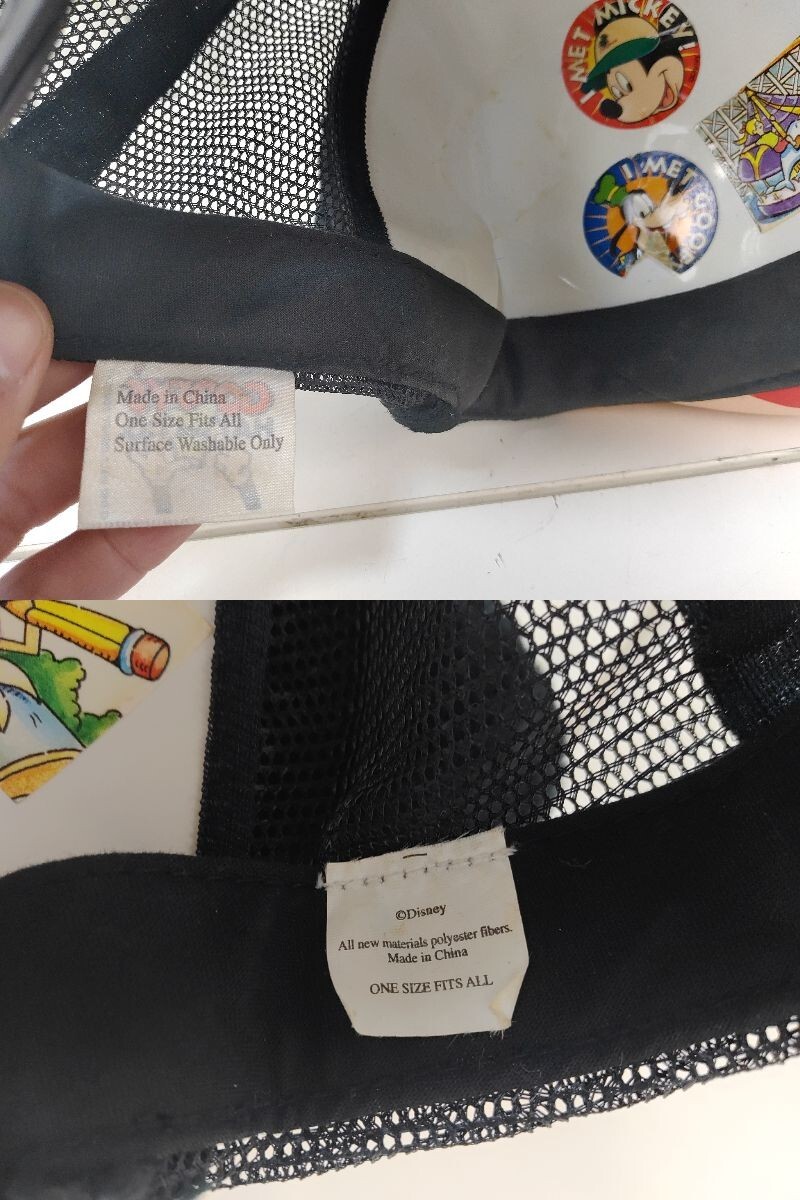 I MET MICKEY!
I MET GOOFY
Made in China
One Size Fits All
Surface Washable Only
©Disney
All new materials polyester fibers.
Made in China
ONE SIZE FITS ALL